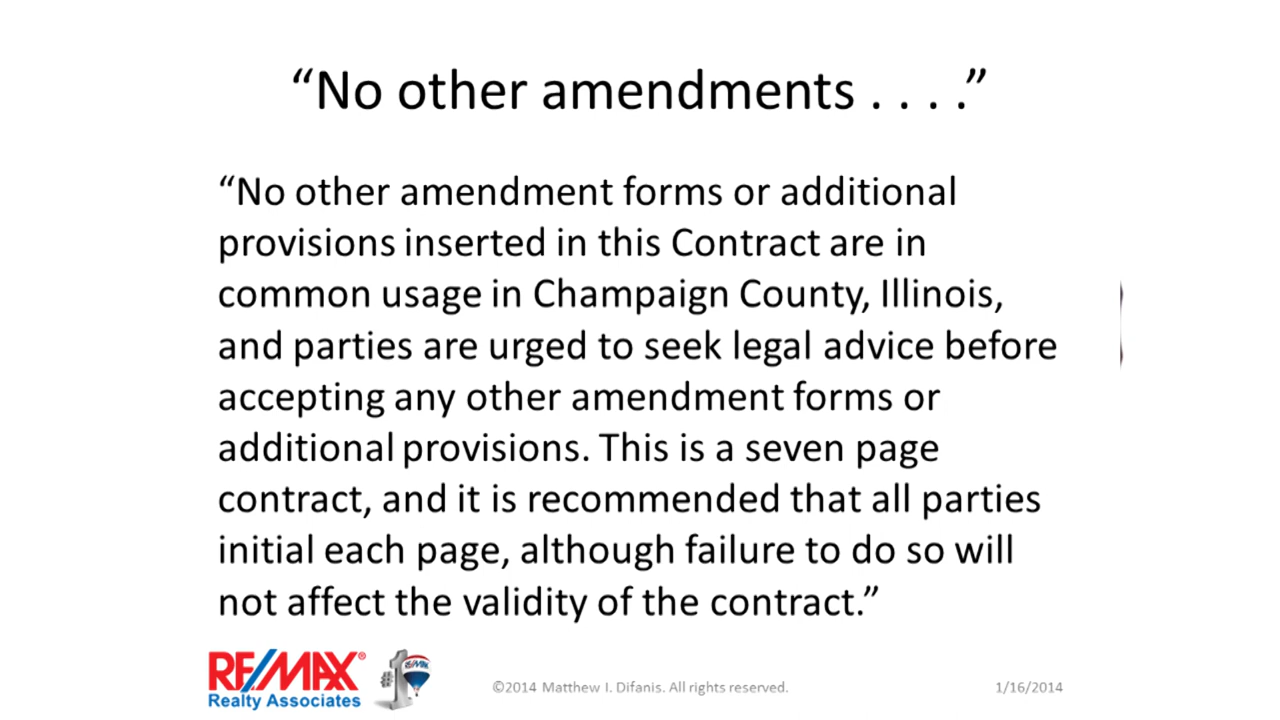 “No other amendments . . . .”
“No other amendment forms or additional
provisions inserted in this Contract are in
common usage in Champaign County, Illinois,
and parties are urged to seek legal advice before
accepting any other amendment forms or
additional provisions. This is a seven page
contract, and it is recommended that all parties
initial each page, although failure to do so will
not affect the validity of the contract.”
RE/MAX®
Realty Associates
#1
RE/MAX
©2014 Matthew I. Difanis. All rights reserved.
1/16/2014